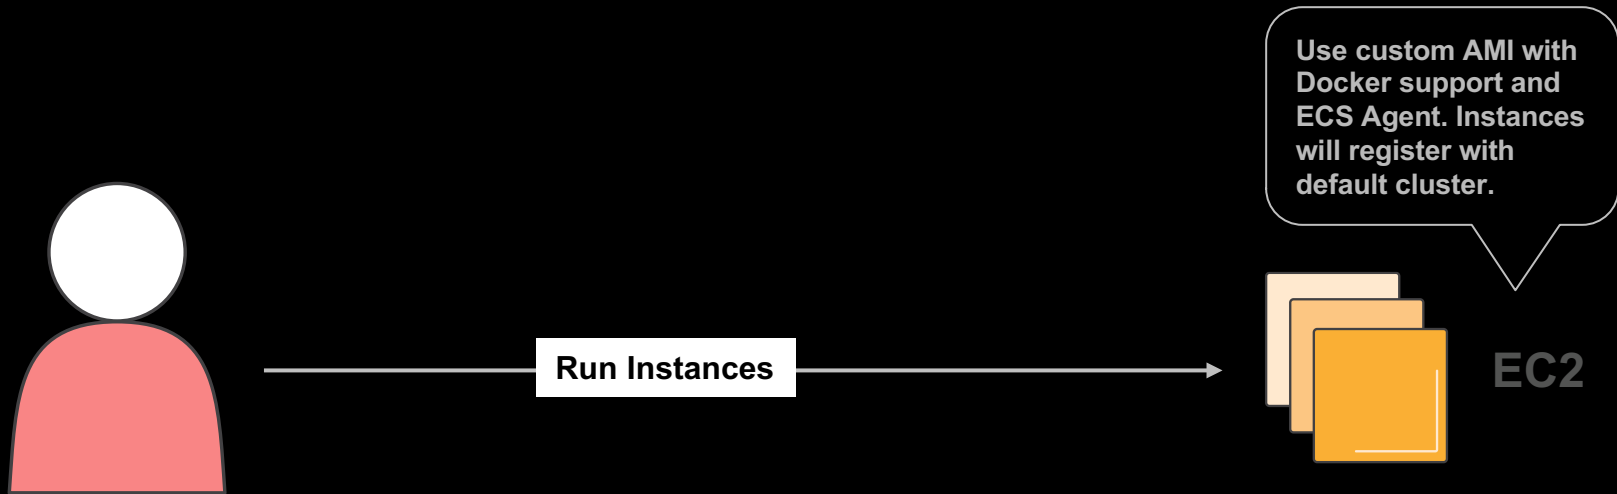 Use custom AMI with
Docker support and
ECS Agent. Instances
will register with
default cluster.
Run Instances
EC2